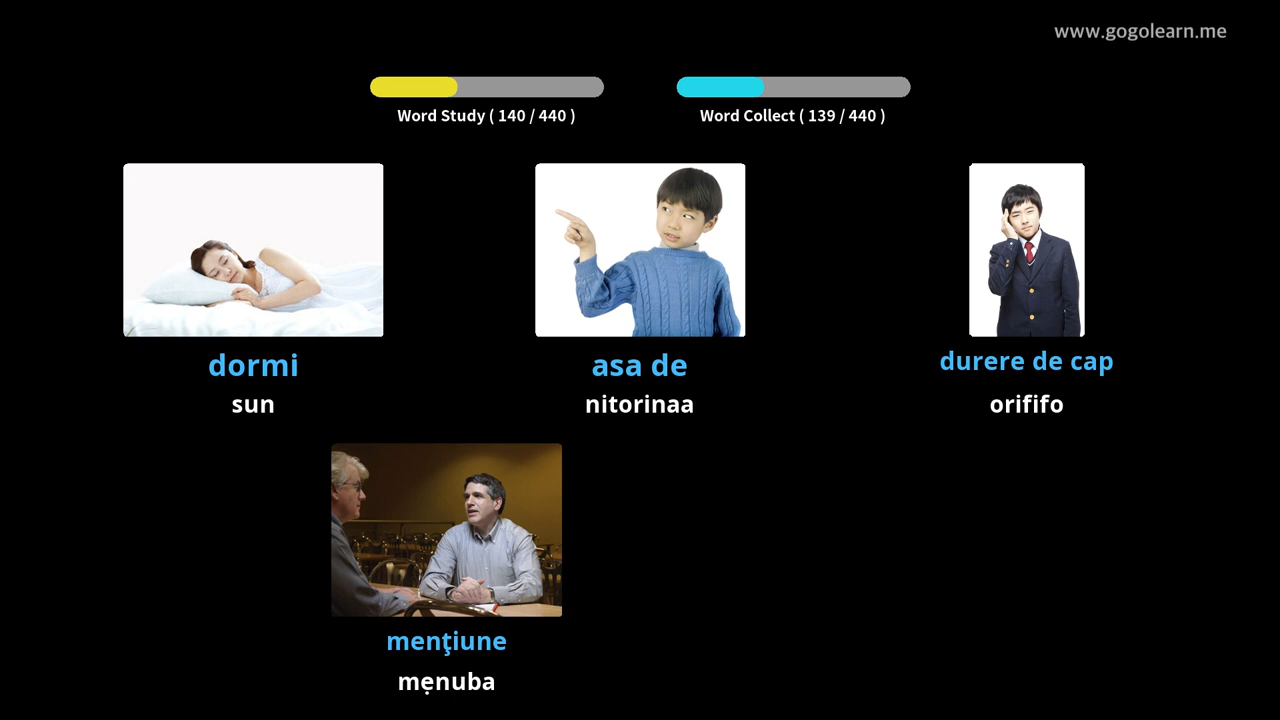 www.gogolearn.me
Word Study ( 140 / 440 )
Word Collect ( 139 / 440 )
dormi
sun
asa de
nitorinaa
durere de cap
orififo
menţiune
mẹnuba